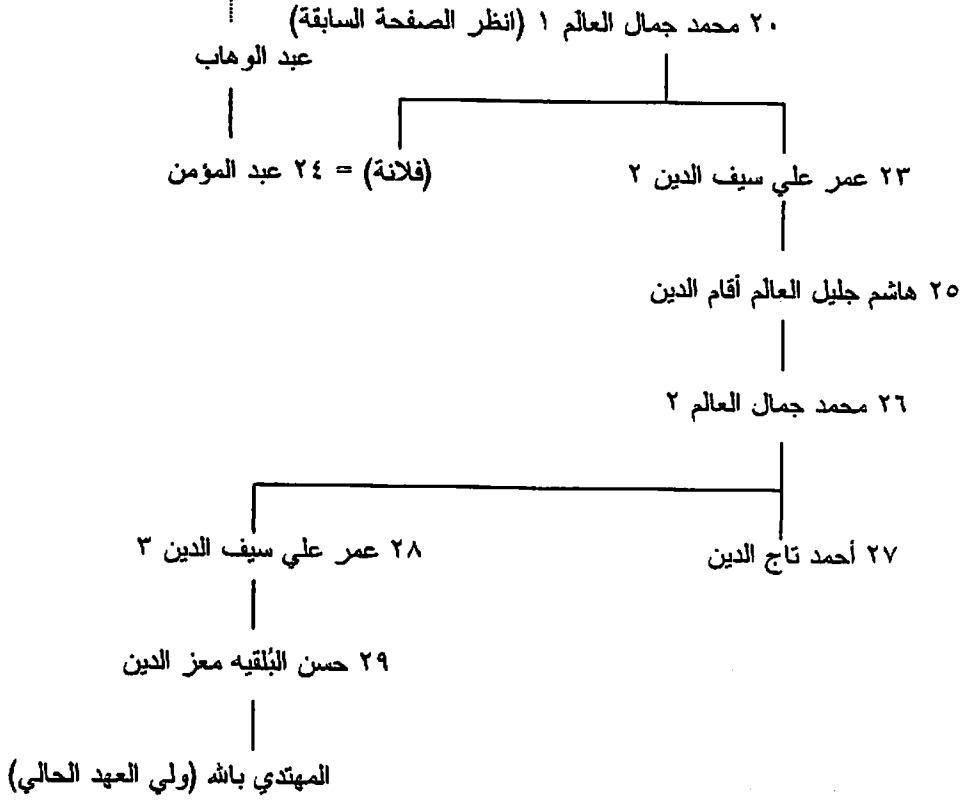 ٢٠ محمد جمال العالم ١ (انظر الصفحة السابقة)
عبد الوهاب
٢٣ عمر علي سيف الدين ٢
(فلانة) = ٢٤ عبد المؤمن
٢٥ هاشم جليل العالم أقام الدين
٢٦ محمد جمال العالم ٢
٢٧ أحمد تاج الدين
٢٨ عمر علي سيف الدين ٣
٢٩ حسن البُلقيه معز الدين
المهتدي بالله (ولي العهد الحالي)